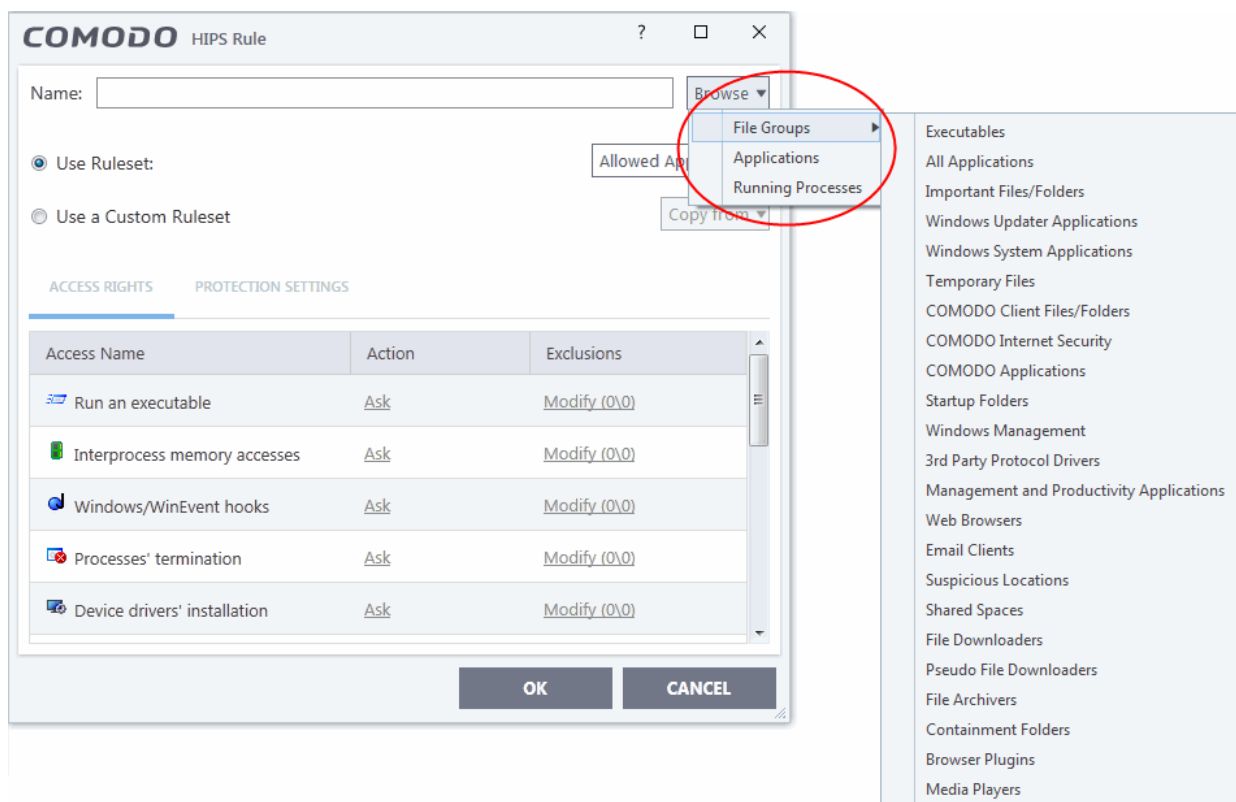 COMODO HIPS Rule ?
Name:
Browse
File Groups
Applications
Running Processes
Use Ruleset:
Allowed
Use a Custom Ruleset
Copy from
ACCESS RIGHTS PROTECTION SETTINGS
Access Name Action Exclusions
Run an executable Ask Modify (0\0)
Interprocess memory accesses Ask Modify (0\0)
Windows/WinEvent hooks Ask Modify (0\0)
Processes' termination Ask Modify (0\0)
Device drivers' installation Ask Modify (0\0)
OK CANCEL
Executables
All Applications
Important Files/Folders
Windows Updater Applications
Windows System Applications
Temporary Files
COMODO Client Files/Folders
COMODO Internet Security
COMODO Applications
Startup Folders
Windows Management
3rd Party Protocol Drivers
Management and Productivity Applications
Web Browsers
Email Clients
Suspicious Locations
Shared Spaces
File Downloaders
Pseudo File Downloaders
File Archivers
Containment Folders
Browser Plugins
Media Players